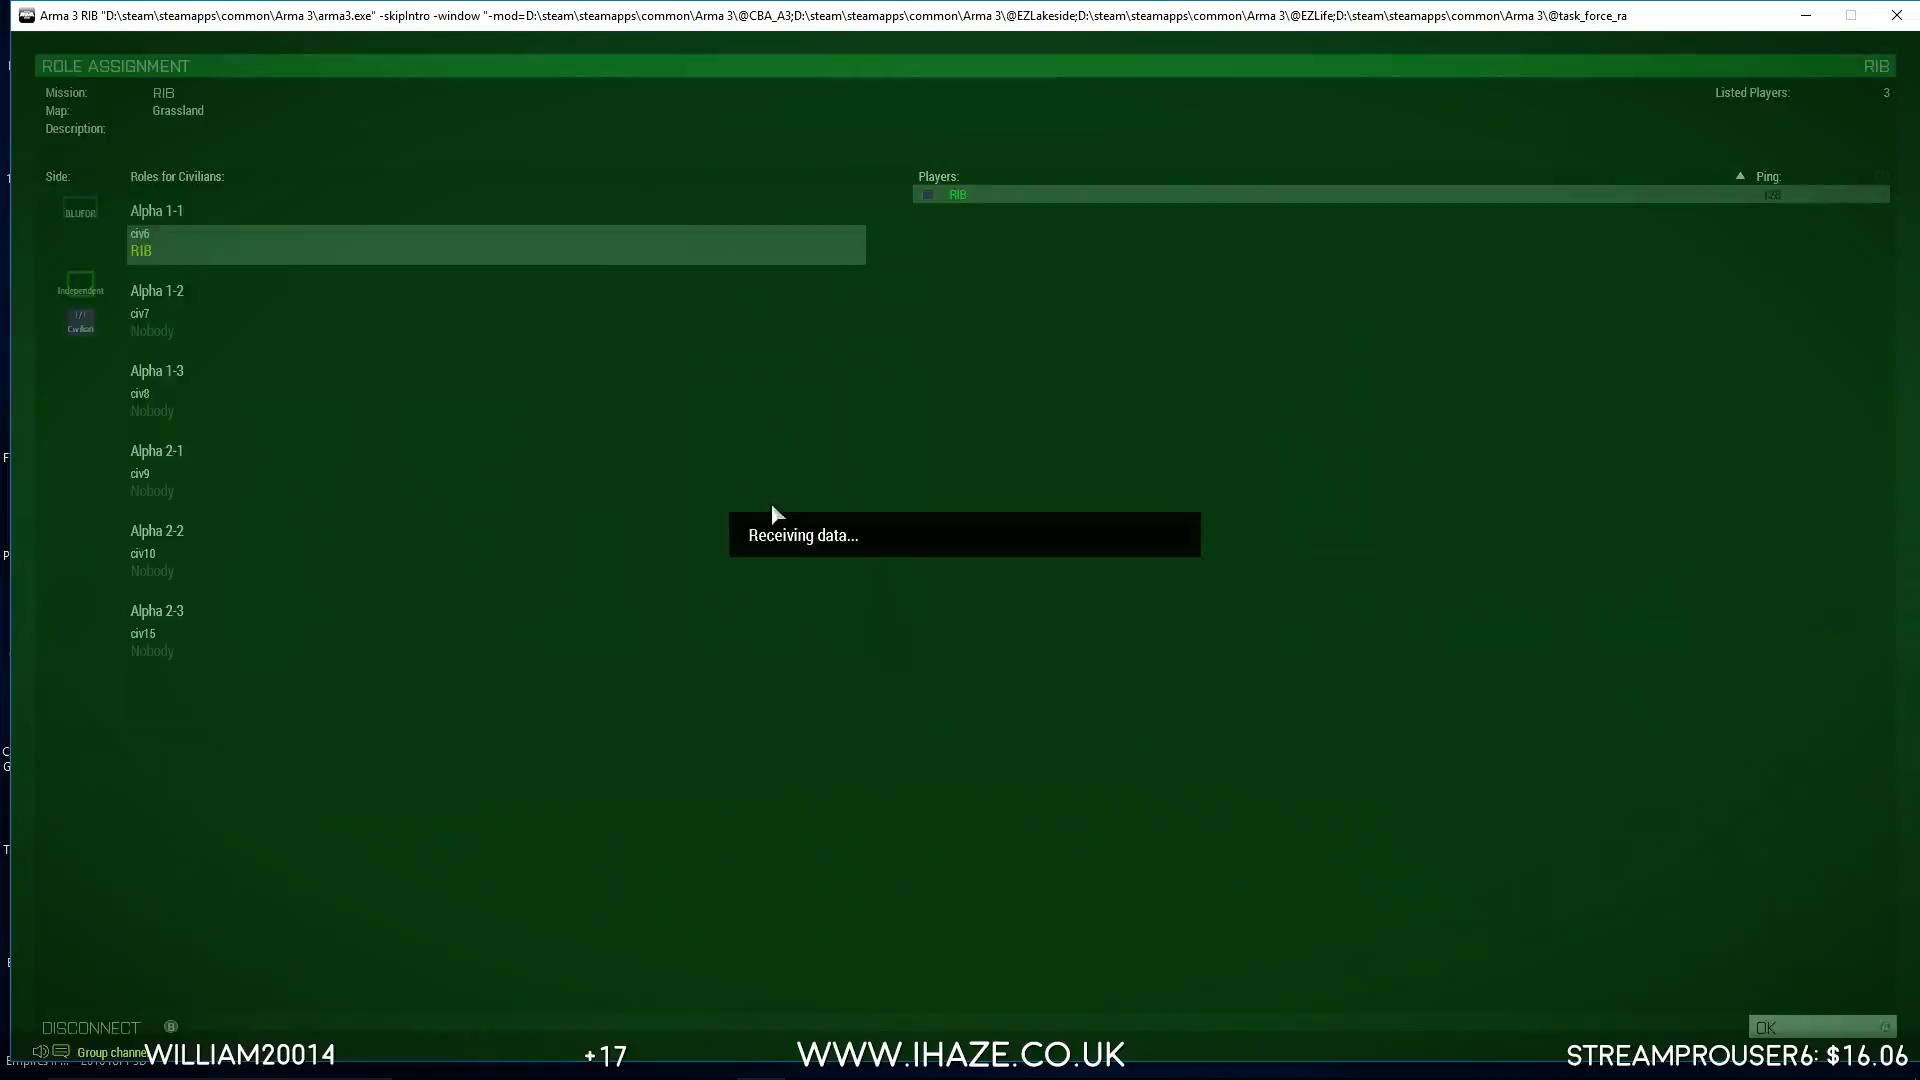 Arma 3 RIB "D:\steam\steamapps\common\Arma 3\arma3.exe" -skipIntro -window "-mod=D:\steam\steamapps\common\Arma 3\@CBA_A3;D:\steam\steamapps\common\Arma 3\@EZLakeside;D:\steam\steamapps\common\Arma 3\@EZLife;D:\steam\steamapps\common\Arma 3\@task_force_ra
ROLE ASSIGNMENT RIB
Mission: RIB Listed Players: 3
Map: Grassland
Description:
Side: Roles for Civilians: Players: Ping:
RIB
BLUFOR
Alpha 1-1
civ6
RIB
Independent
Alpha 1-2
civ7
Nobody
1/1
Civilian
Alpha 1-3
civ8
Nobody
Alpha 2-1
civ9
Nobody
Alpha 2-2
civ10
Nobody
Alpha 2-3
civ15
Nobody
Receiving data...
DISCONNECT B OK
Group channe
WILLIAM20014 +17 WWW.IHAZE.CO.UK STREAMPROUSER6: $16.06